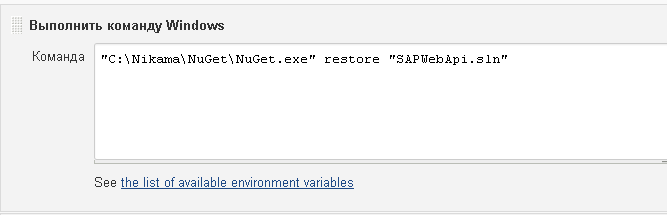 Выполнить команду Windows
Команда
"C:\Nikama\NuGet\NuGet.exe" restore "SAPWebApi.sln"
See the list of available environment variables